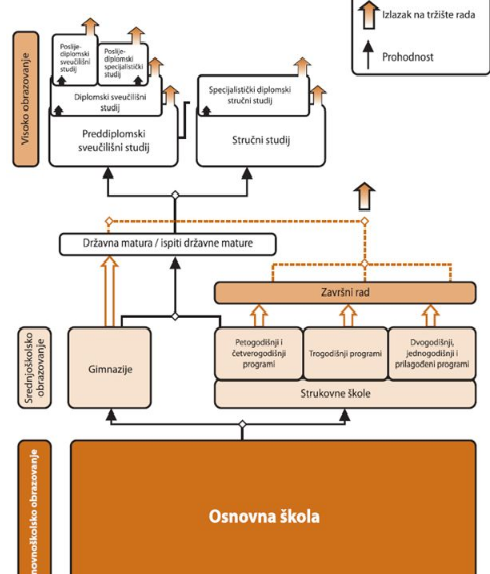 Izlazak na tržište rada
Prohodnost
Visoko obrazovanje
Poslije-
diplomski
sveučilišni
studij
Poslije-
diplomski
specijalistički
studij
Diplomski sveučilišni
studij
Preddiplomski
sveučilišni studij
Specijalistički diplomski
stručni studij
Stručni studij
Državna matura / ispiti državne mature
Završni rad
Srednjoškolsko
obrazovanje
Gimnazije
Petogodišnji i
četverogodišnji
programi
Trogodišnji programi
Dvogodišnji,
jednogodišnji i
prilagođeni programi
Strukovne škole
novnoškolsko obrazovanje
Osnovna škola